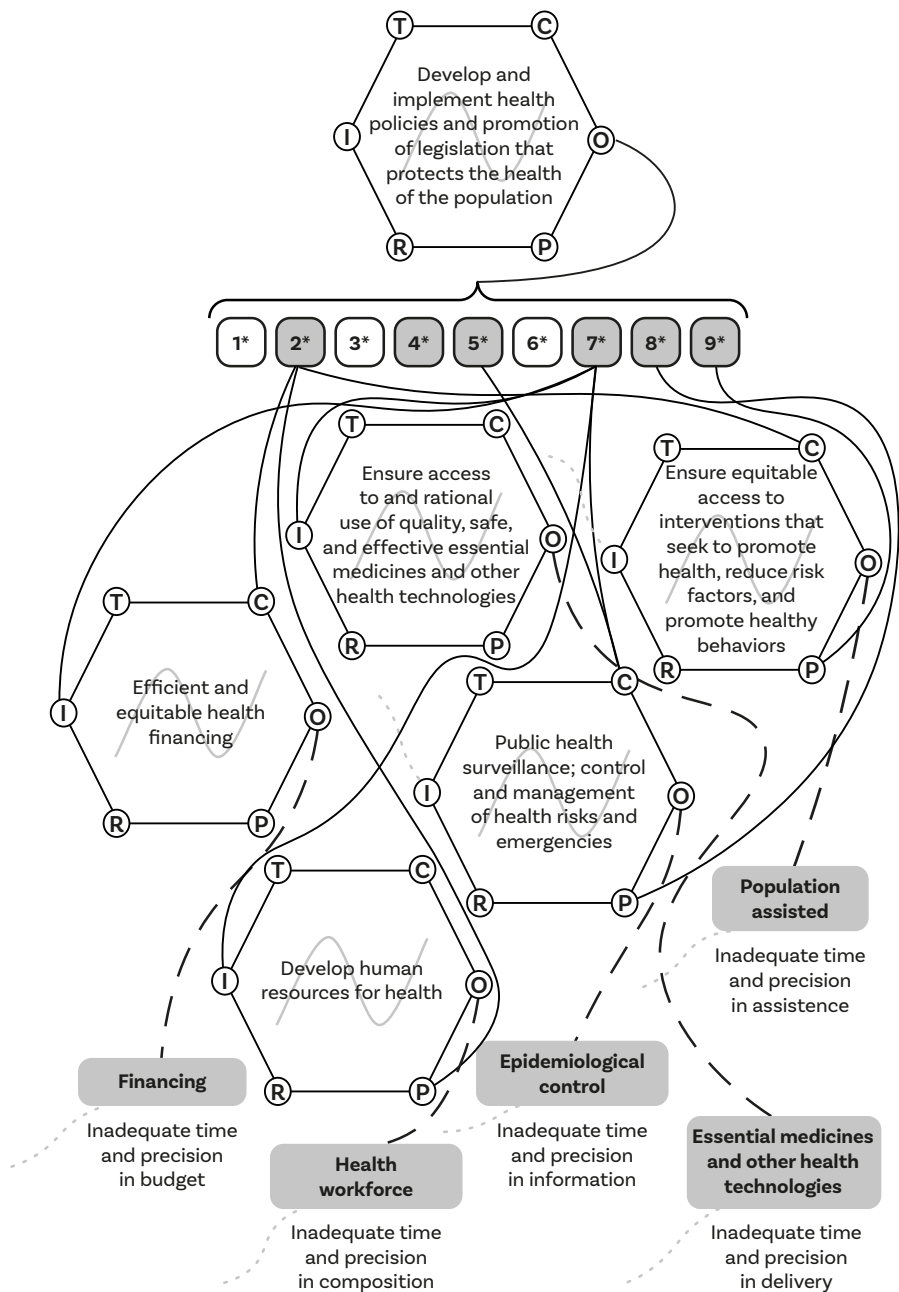 T
C
Develop and
implement health
policies and promotion
of legislation that
protects the health
of the population
I
O
R
P
1*
2*
3*
4*
5*
6*
7*
8*
9*
T
C
Ensure access
to and rational
use of quality, safe,
and effective essential
medicines and other
health technologies
I
O
R
P
T
C
Ensure equitable
access to
interventions that
seek to promote
health, reduce risk
factors, and
promote healthy
behaviors
I
O
R
P
T
C
Efficient and
equitable health
financing
I
O
R
P
T
C
Public health
surveillance; control
and management
of health risks and
emergencies
I
O
R
P
T
C
Develop human
resources for health
I
O
R
P
Population
assisted
Inadequate time
and precision
in assistence
Financing
Inadequate time
and precision
in budget
Epidemiological
control
Inadequate time
and precision
in information
Health
workforce
Inadequate time
and precision
in composition
Essential medicines
and other health
technologies
Inadequate time
and precision
in delivery